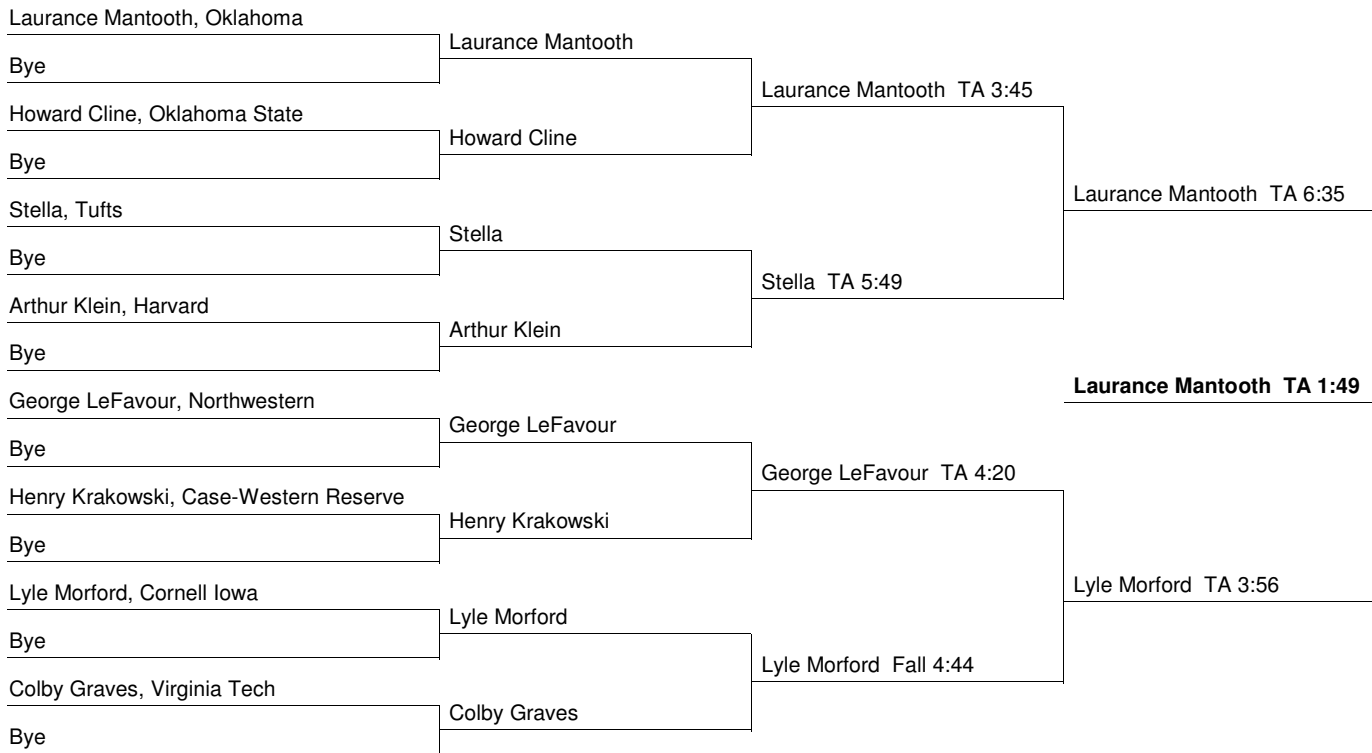 Laurance Mantooth, Oklahoma
Bye
Howard Cline, Oklahoma State
Bye
Stella, Tufts
Bye
Arthur Klein, Harvard
Bye
George LeFavour, Northwestern
Bye
Henry Krakowski, Case-Western Reserve
Bye
Lyle Morford, Cornell Iowa
Bye
Colby Graves, Virginia Tech
Bye
Laurance Mantooth
Howard Cline
Stella
Arthur Klein
George LeFavour
Henry Krakowski
Lyle Morford
Colby Graves
Laurance Mantooth TA 3:45
Stella TA 5:49
George LeFavour TA 4:20
Lyle Morford Fall 4:44
Laurance Mantooth TA 6:35
Lyle Morford TA 3:56
Laurance Mantooth TA 1:49